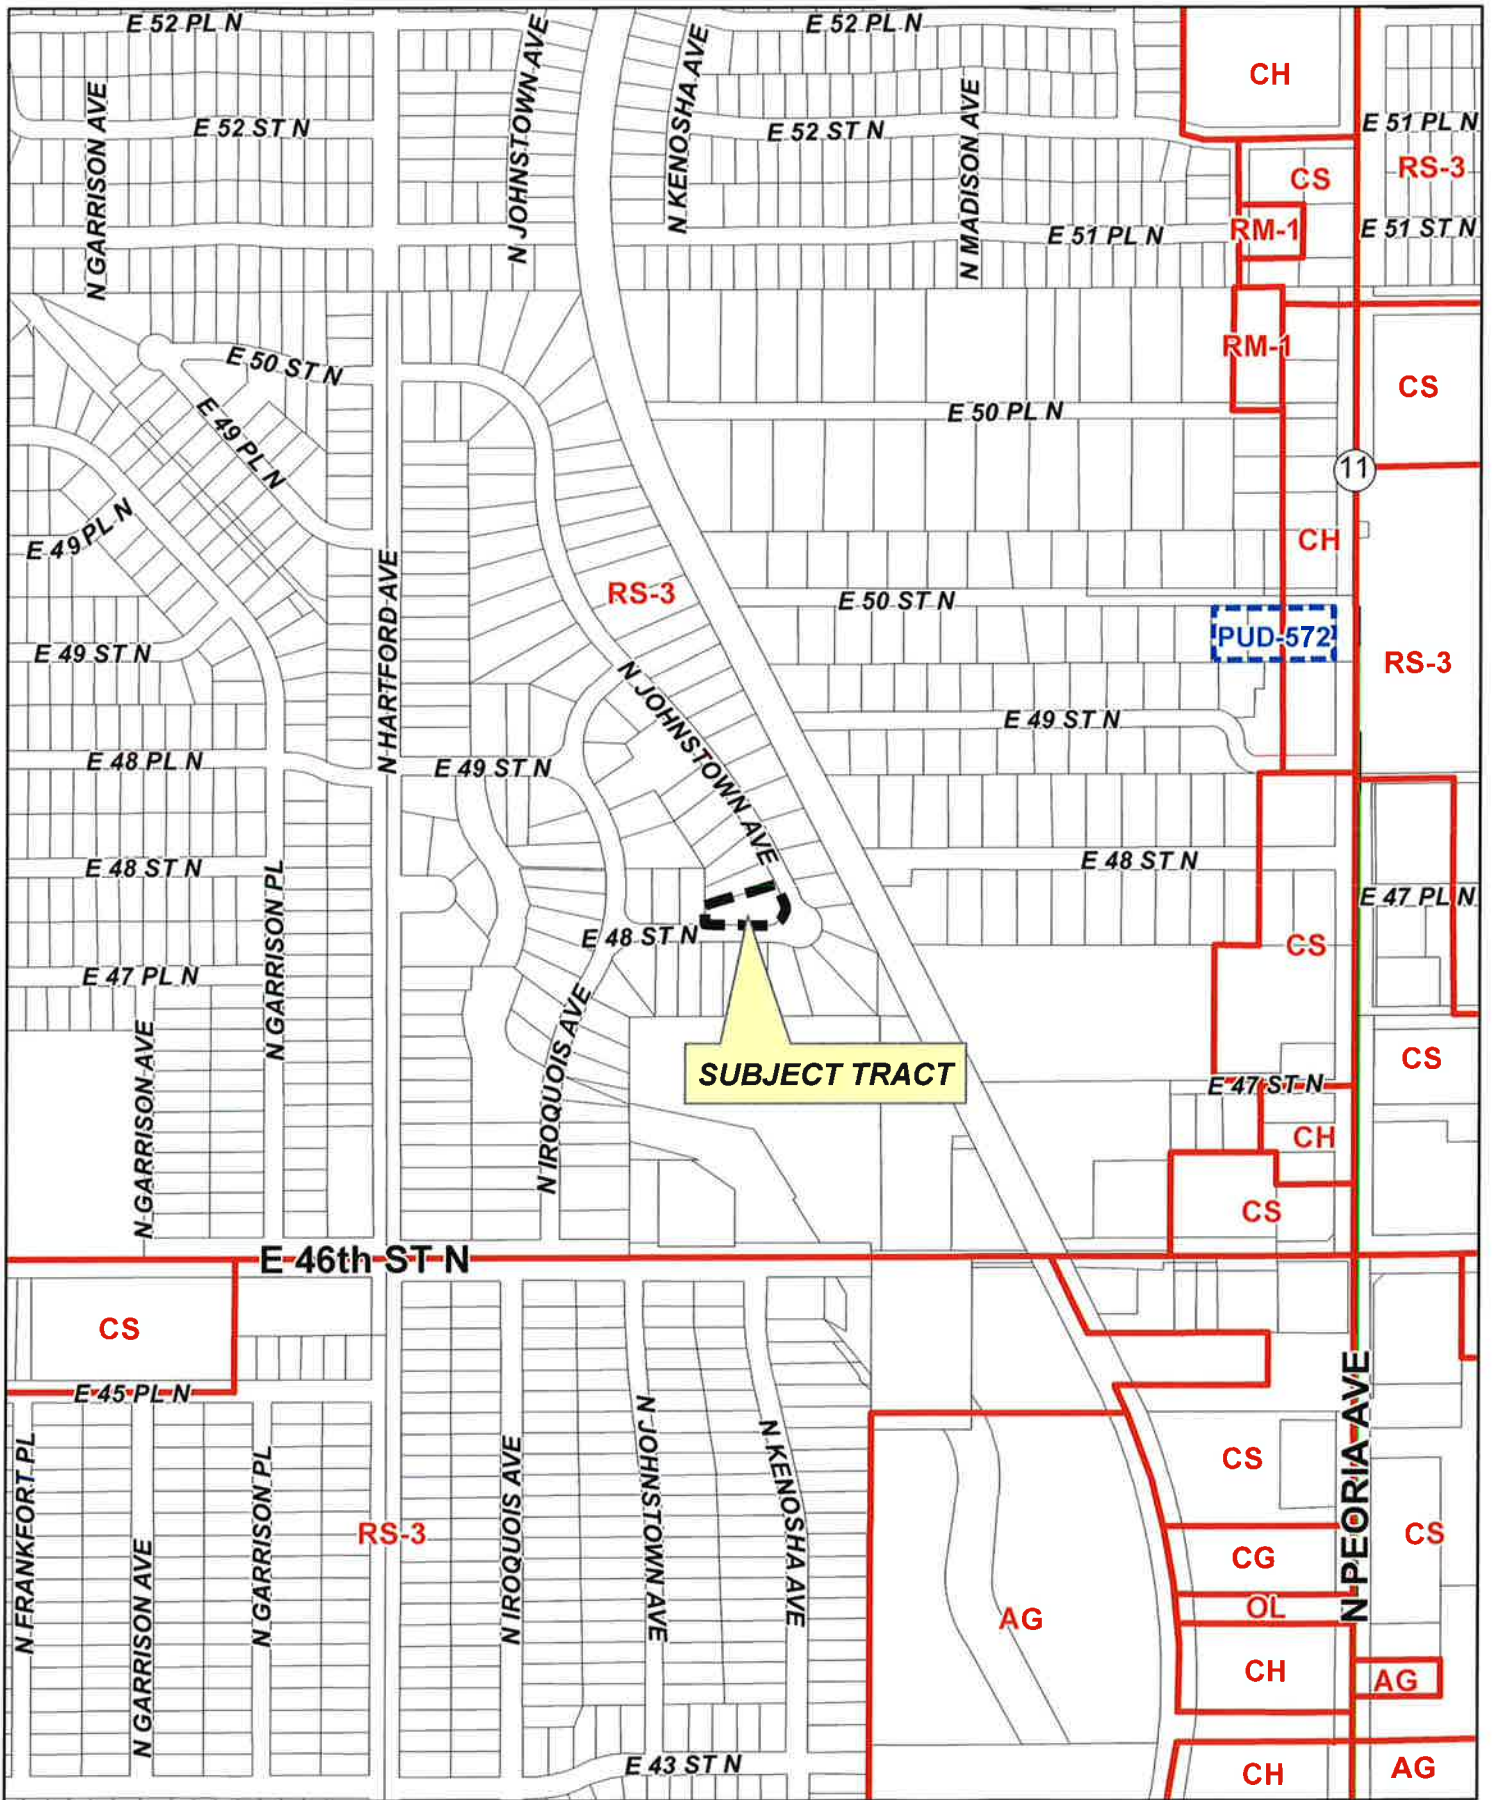 E 52 PL N
E 52 PL N
N JOHNSTOWN AVE
N KENOSHA AVE
CH
N GARRISON AVE
N MADISON AVE
E 52 ST N
E 52 ST N
E 51 PL N
RS-3
CS
RM-1
E 51 ST N
E 51 PL N
RM-1
E 50 ST N
CS
E 50 PL N
E 49 PL N
11
E 49 PL N
CH
N HARTFORD AVE
RS-3
E 50 ST N
PUD-572
E 49 ST N
RS-3
N JOHNSTOWN AVE
E 49 ST N
E 48 PL N
E 49 ST N
E 48 ST N
E 48 ST N
N GARRISON PL
E 47 PL N
E 48 ST N
CS
E 47 PL N
N IROQUOIS AVE
N GARRISON AVE
CS
SUBJECT TRACT
E 47 ST N
CH
CS
E 46th ST N
CS
N PEORIA AVE
E 45 PL N
N FRANKFORT PL
N GARRISON AVE
N GARRISON PL
RS-3
N IROQUOIS AVE
N JOHNSTOWN AVE
N KENOSHA AVE
CS
CS
CG
OL
AG
CH
AG
E 43 ST N
CH
AG